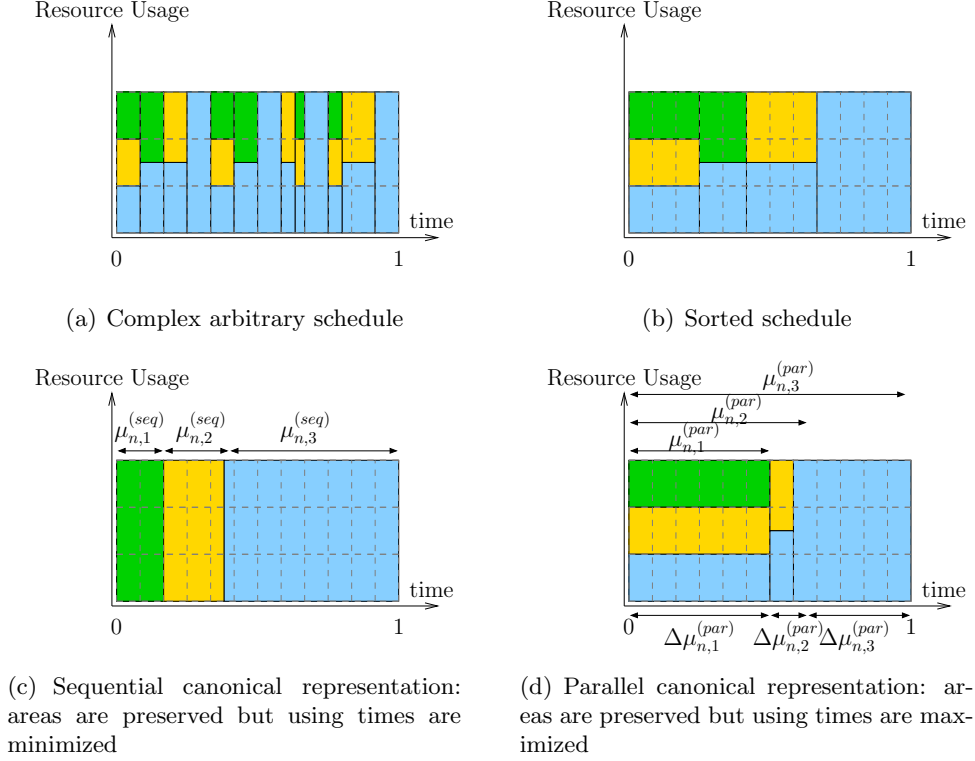 Resource Usage
time
0
1
(a) Complex arbitrary schedule
Resource Usage
time
0
1
(b) Sorted schedule
Resource Usage
μ_{n,1}^{(seq)} μ_{n,2}^{(seq)} μ_{n,3}^{(seq)}
time
0
1
(c) Sequential canonical representation:
areas are preserved but using times are
minimized
Resource Usage
μ_{n,3}^{(par)}
μ_{n,2}^{(par)}
μ_{n,1}^{(par)}
time
0
1
Δμ_{n,1}^{(par)} Δμ_{n,2}^{(par)} Δμ_{n,3}^{(par)}
(d) Parallel canonical representation: ar-
eas are preserved but using times are max-
imized